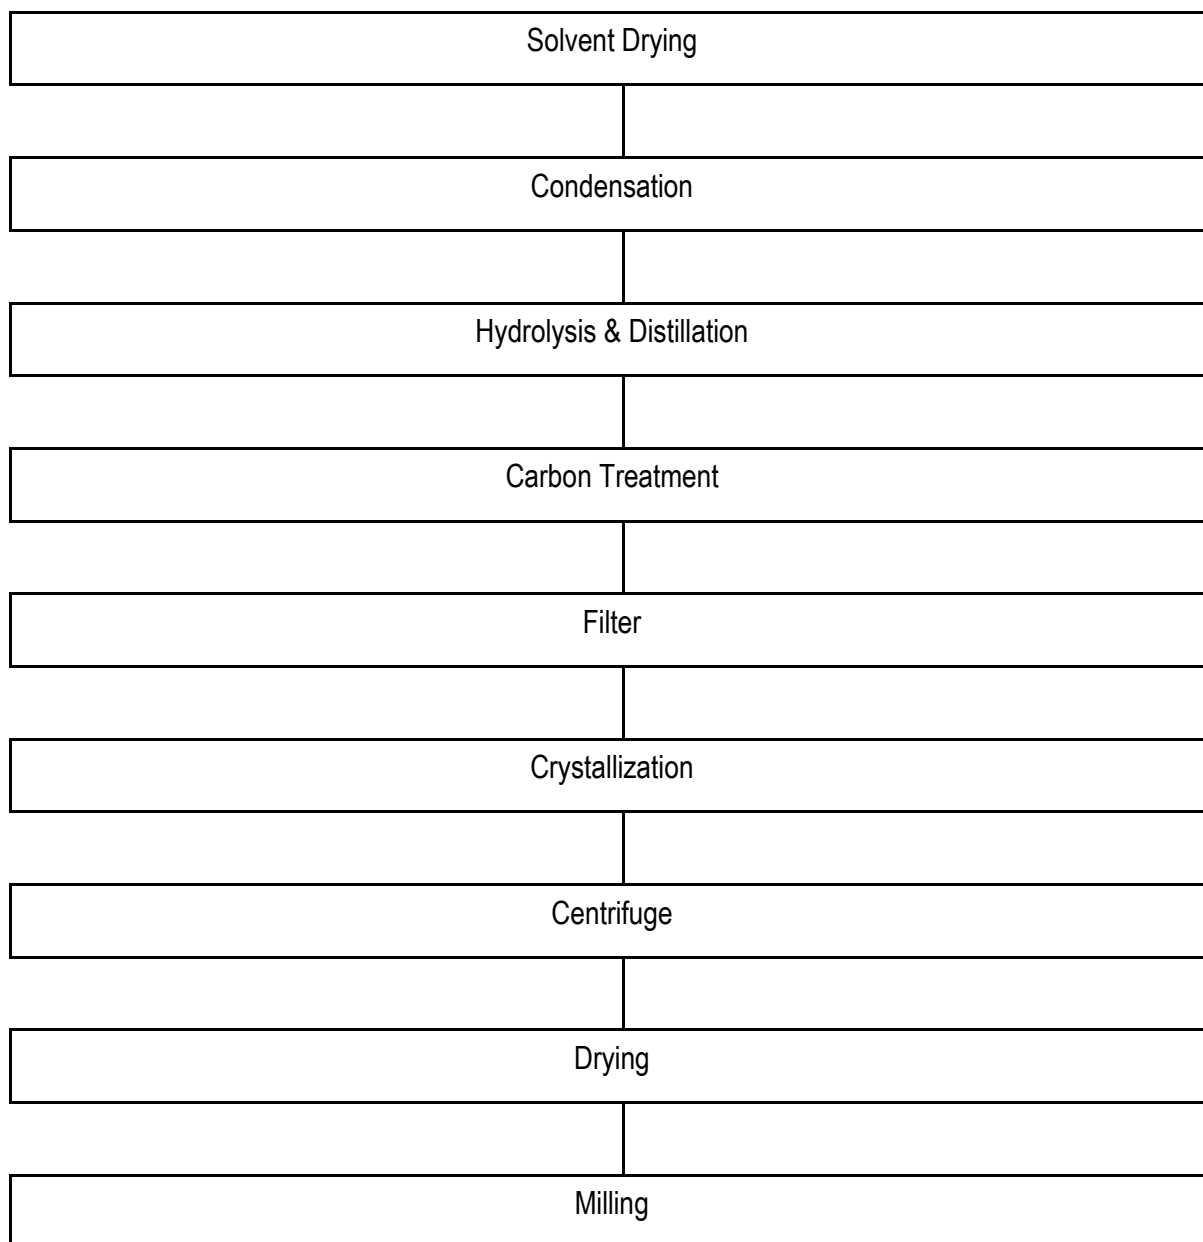 Solvent Drying
Condensation
Hydrolysis & Distillation
Carbon Treatment
Filter
Crystallization
Centrifuge
Drying
Milling